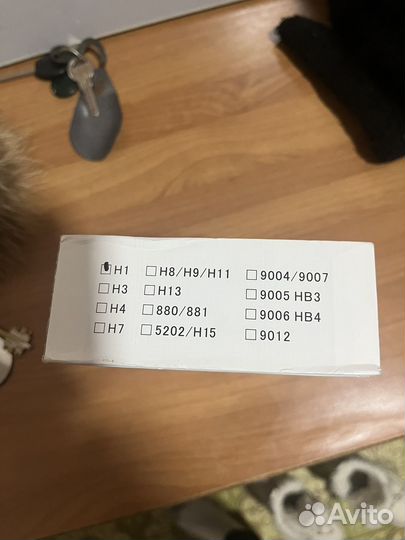 H1 H8/H9/H11 9004/9007
H3 H13 9005 HB3
H4 880/881 9006 HB4
H7 5202/H15 9012
Avito